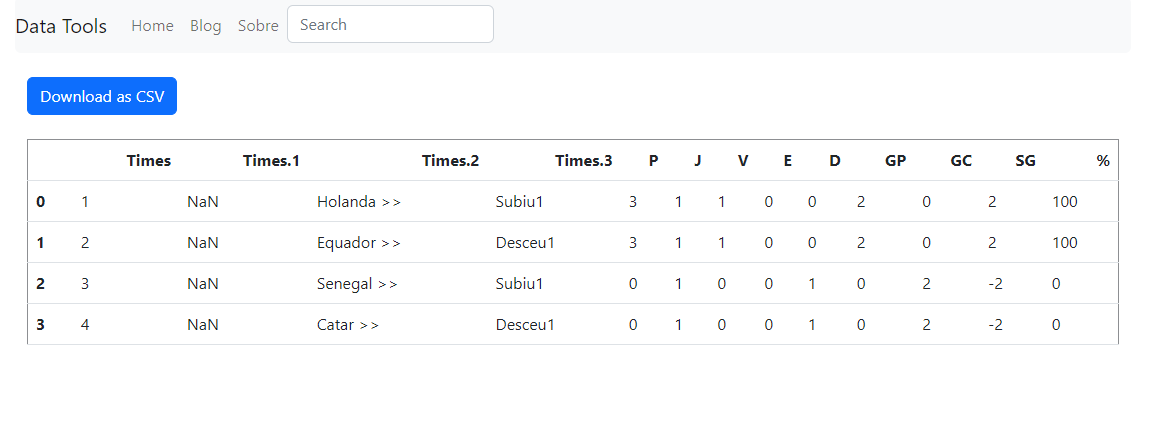 Data Tools Home Blog Sobre Search
Download as CSV
Times Times.1 Times.2 Times.3 P J V E D GP GC SG %
0 1 NaN Holanda >> Subiu1 3 1 1 0 0 2 0 2 100
1 2 NaN Equador >> Desceu1 3 1 1 0 0 2 0 2 100
2 3 NaN Senegal >> Subiu1 0 1 0 0 1 0 2 -2 0
3 4 NaN Catar >> Desceu1 0 1 0 0 1 0 2 -2 0